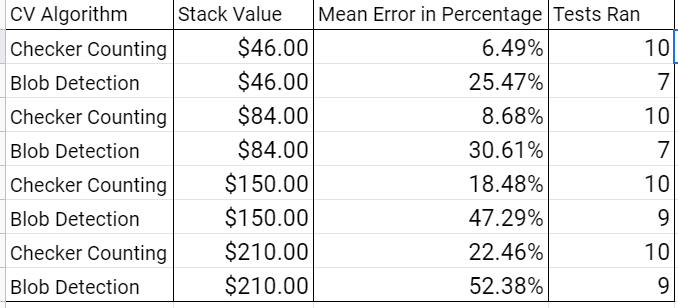 CV Algorithm Stack Value Mean Error in Percentage Tests Ran
Checker Counting $46.00 6.49% 10
Blob Detection $46.00 25.47% 7
Checker Counting $84.00 8.68% 10
Blob Detection $84.00 30.61% 7
Checker Counting $150.00 18.48% 10
Blob Detection $150.00 47.29% 9
Checker Counting $210.00 22.46% 10
Blob Detection $210.00 52.38% 9